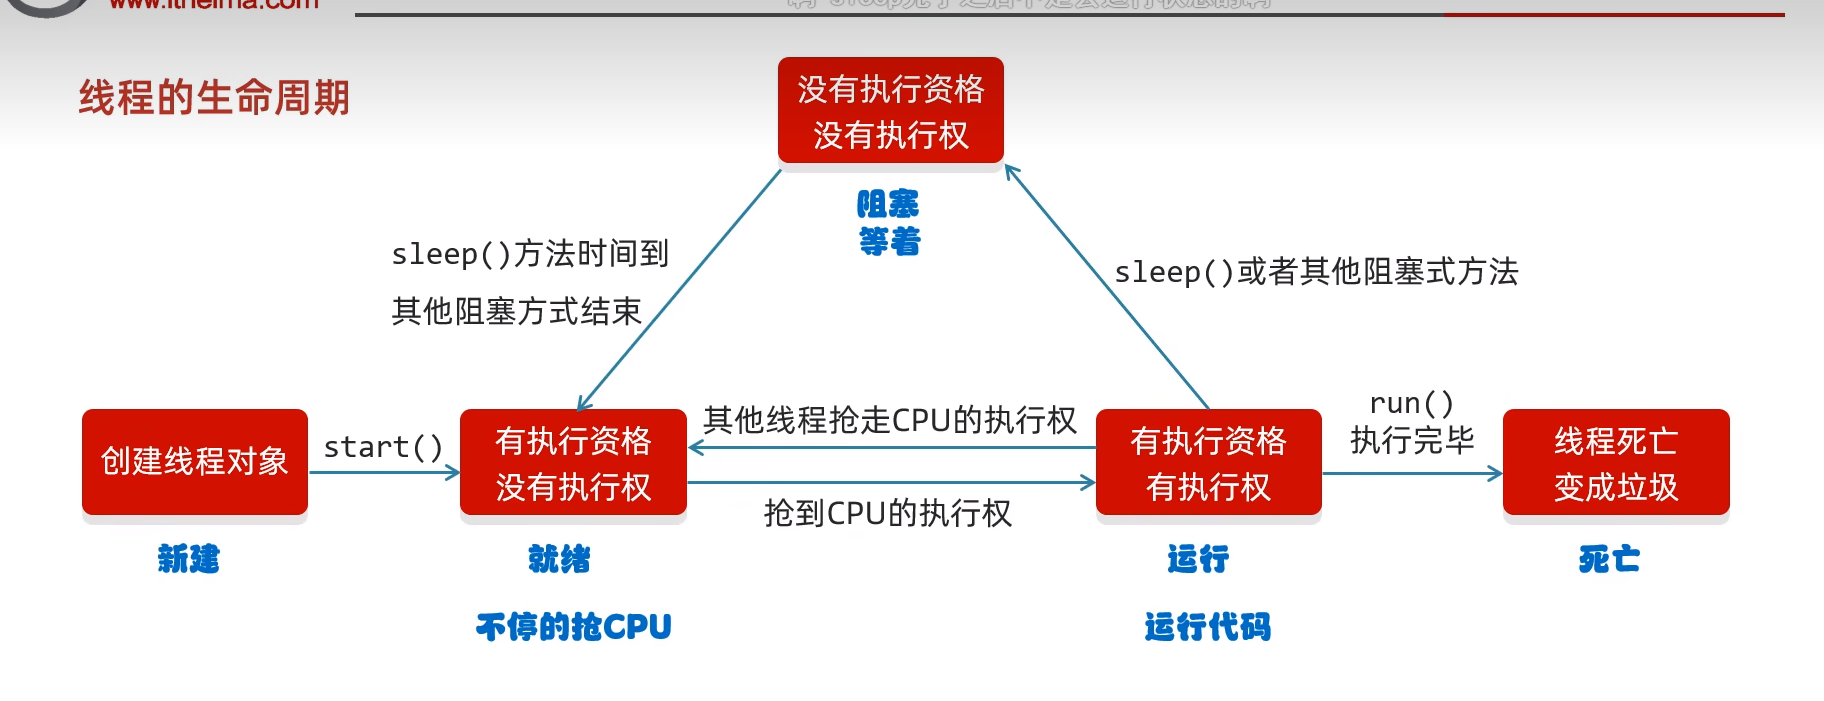 www.itheima.com
线程的生命周期
没有执行资格
没有执行权
阻塞
等着
sleep()方法时间到
其他阻塞方式结束
sleep()或者其他阻塞式方法
创建线程对象
start()
有执行资格
没有执行权
其他线程抢走CPU的执行权
抢到CPU的执行权
有执行资格
有执行权
run()
执行完毕
线程死亡
变成垃圾
新建
就绪
运行
死亡
不停的抢CPU
运行代码